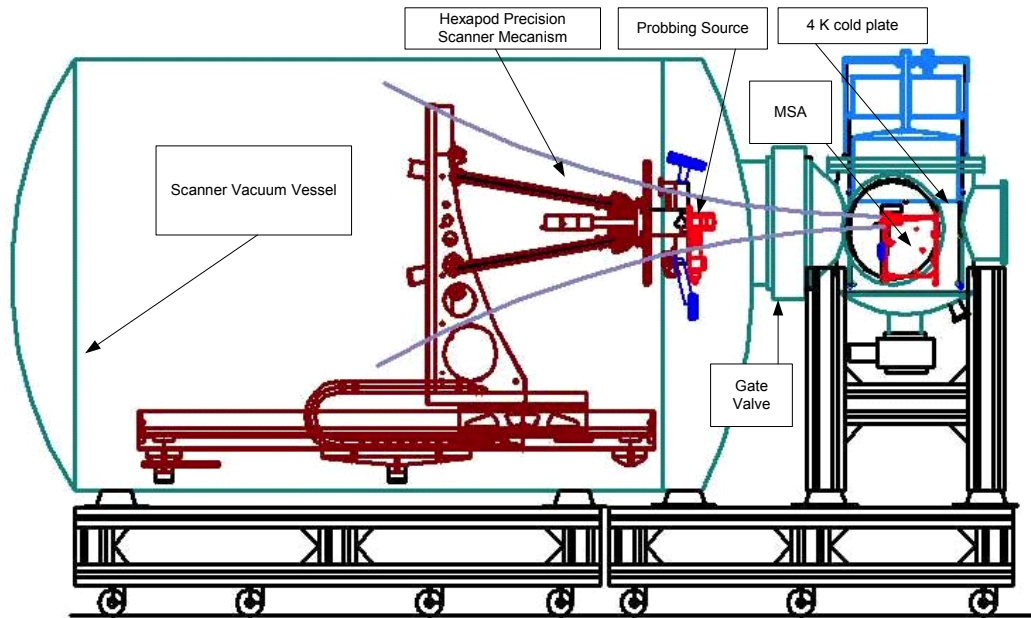 Hexapod Precision
Scanner Mecanism
Probbing Source
4 K cold plate
MSA
Scanner Vacuum Vessel
Gate
Valve